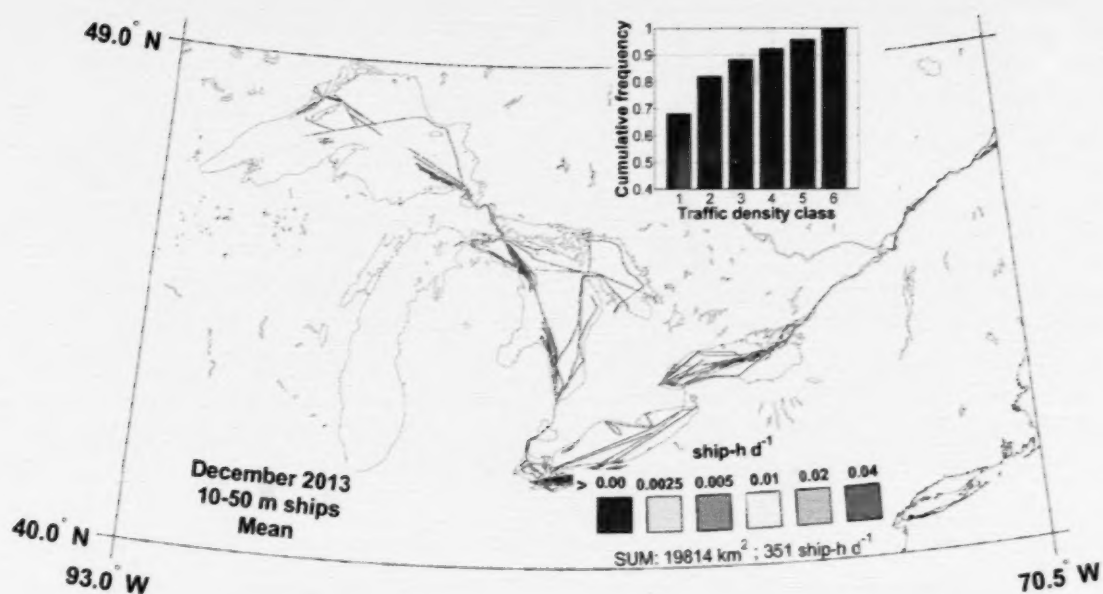 49.0° N
Cumulative frequency
1
0.9
0.8
0.7
0.6
0.5
0.4
1 2 3 4 5 6
Traffic density class
December 2013
10-50 m ships
Mean
ship-h d⁻¹
> 0.00 0.0025 0.005 0.01 0.02 0.04
SUM: 19814 km² ; 351 ship-h d⁻¹
40.0° N
93.0° W
70.5° W